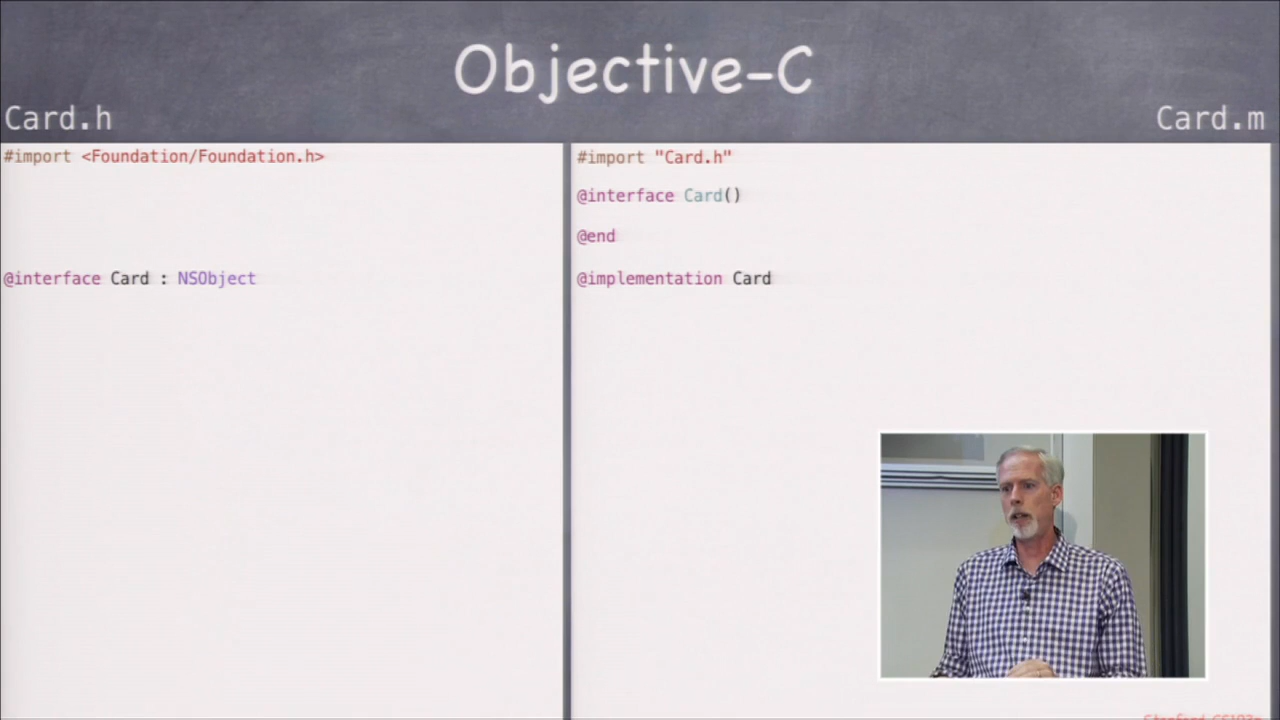 Objective-C
Card.h
Card.m
#import <Foundation/Foundation.h>
@interface Card : NSObject
#import "Card.h"
@interface Card()
@end
@implementation Card